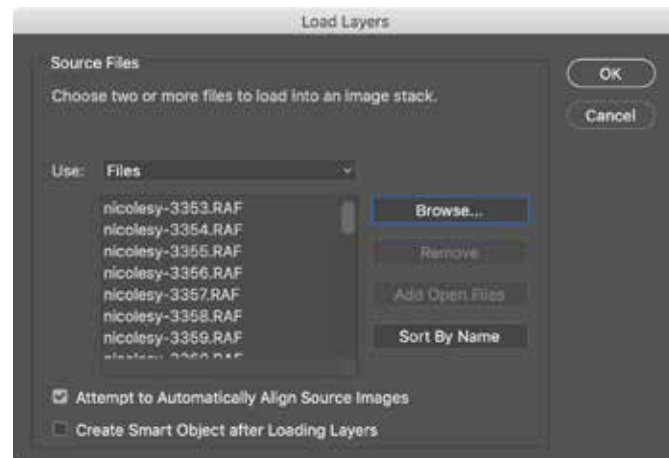 Load Layers
Source Files
Choose two or more files to load into an image stack.
OK
Cancel
Use: Files
nicolesy-3353.RAF
nicolesy-3354.RAF
nicolesy-3355.RAF
nicolesy-3356.RAF
nicolesy-3357.RAF
nicolesy-3358.RAF
nicolesy-3359.RAF
Browse...
Remove
Add Open Files
Sort By Name
Attempt to Automatically Align Source Images
Create Smart Object after Loading Layers